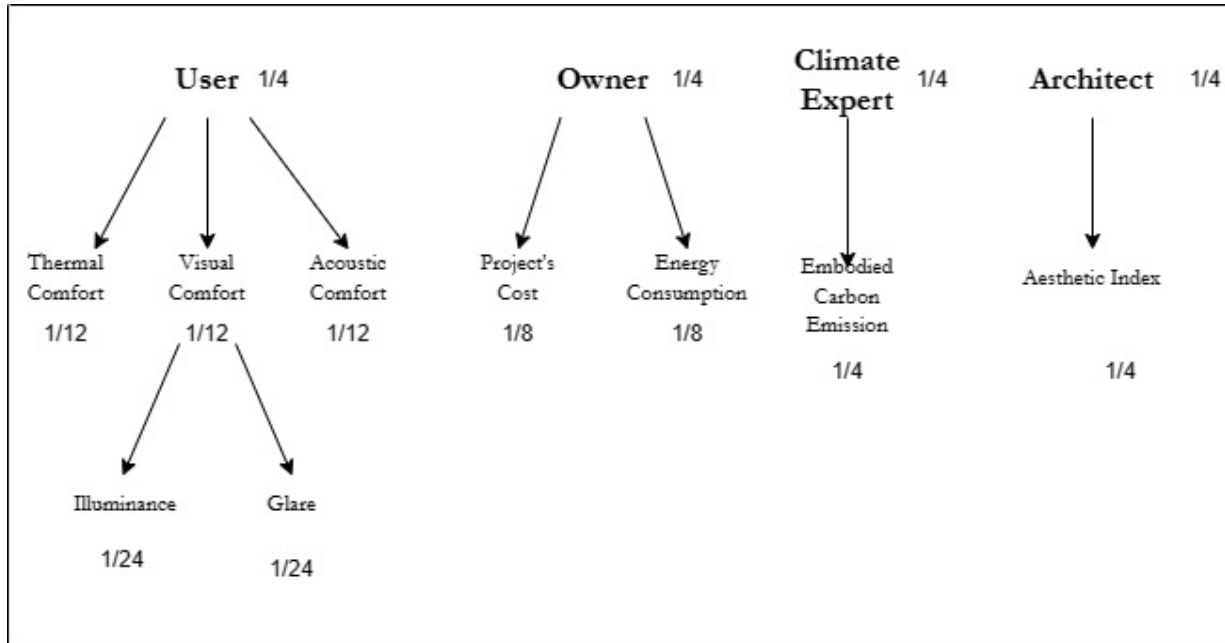 User 1/4
Owner 1/4
Climate
Expert
1/4
Architect 1/4
Thermal
Comfort
1/12
Visual
Comfort
1/12
Acoustic
Comfort
1/12
Project's
Cost
1/8
Energy
Consumption
1/8
Embodied
Carbon
Emission
1/4
Aesthetic Index
1/4
Illuminance
1/24
Glare
1/24